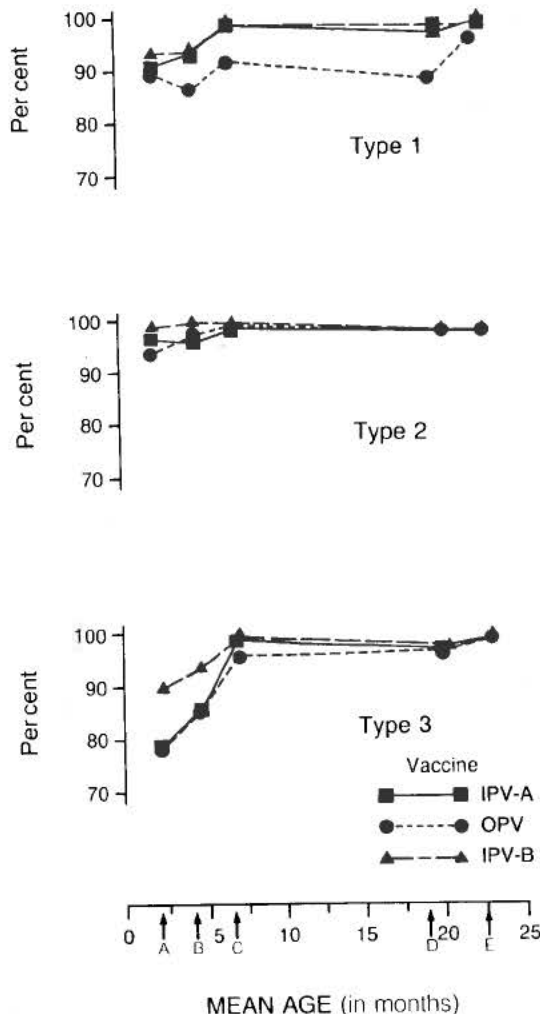 100
90
80
70
Per cent
Type 1
100
90
80
70
Per cent
Type 2
100
90
80
70
Per cent
Type 3
Vaccine
IPV-A
OPV
IPV-B
0 5 10 15 20 25
A B C D E
MEAN AGE (in months)